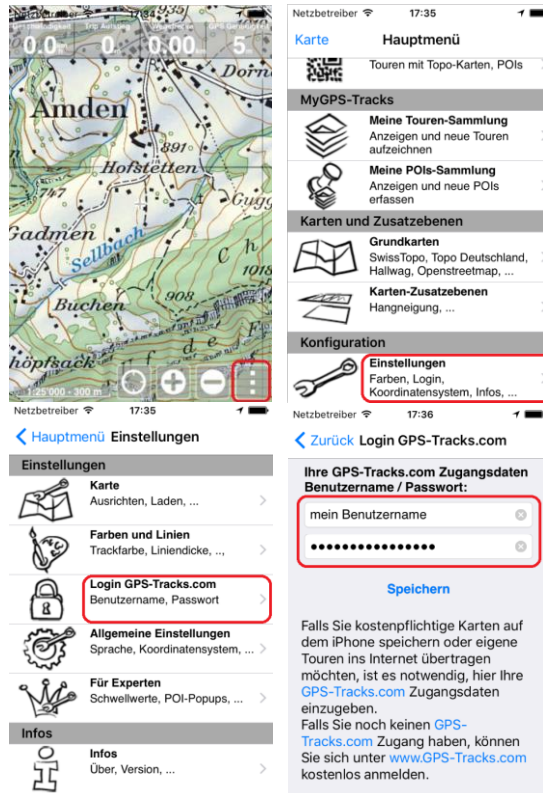 Netzbetreiber 17:34
Trip Aufstieg
0.0
0
0.00
5
Dorn
Amden
891
Hofstetten
747
Gugg
Gadmen
Sellbach
C h
1018
Buchen
908
F
e
d
f
höpfsack
1:25'000 - 300 m
Netzbetreiber 17:35
Karte Hauptmenü
Touren mit Topo-Karten, POIs
MyGPS-Tracks
Meine Touren-Sammlung
Anzeigen und neue Touren
aufzeichnen
Meine POIs-Sammlung
Anzeigen und neue POIs
erfassen
Karten und Zusatzebenen
Grundkarten
SwissTopo, Topo Deutschland,
Hallwag, Openstreetmap, ...
Karten-Zusatzebenen
Hangneigung, ...
Konfiguration
Einstellungen
Farben, Login,
Koordinatensystem, Infos, ...
Netzbetreiber 17:35
Hauptmenü Einstellungen
Einstellungen
Karte
Ausrichten, Laden, ...
Farben und Linien
Trackfarbe, Liniendicke, ..,
Login GPS-Tracks.com
Benutzername, Passwort
Allgemeine Einstellungen
Sprache, Koordinatensystem, ...
Für Experten
Schwellwerte, POI-Popups, ...
Infos
Infos
Über, Version, ...
Netzbetreiber 17:36
Zurück Login GPS-Tracks.com
Ihre GPS-Tracks.com Zugangsdaten
Benutzername / Passwort:
mein Benutzername
••••••••••••••••
Speichern
Falls Sie kostenpflichtige Karten auf
dem iPhone speichern oder eigene
Touren ins Internet übertragen
möchten, ist es notwendig, hier Ihre
GPS-Tracks.com Zugangsdaten
einzugeben.
Falls Sie noch keinen GPS-
Tracks.com Zugang haben, können
Sie sich unter www.GPS-Tracks.com
kostenlos anmelden.